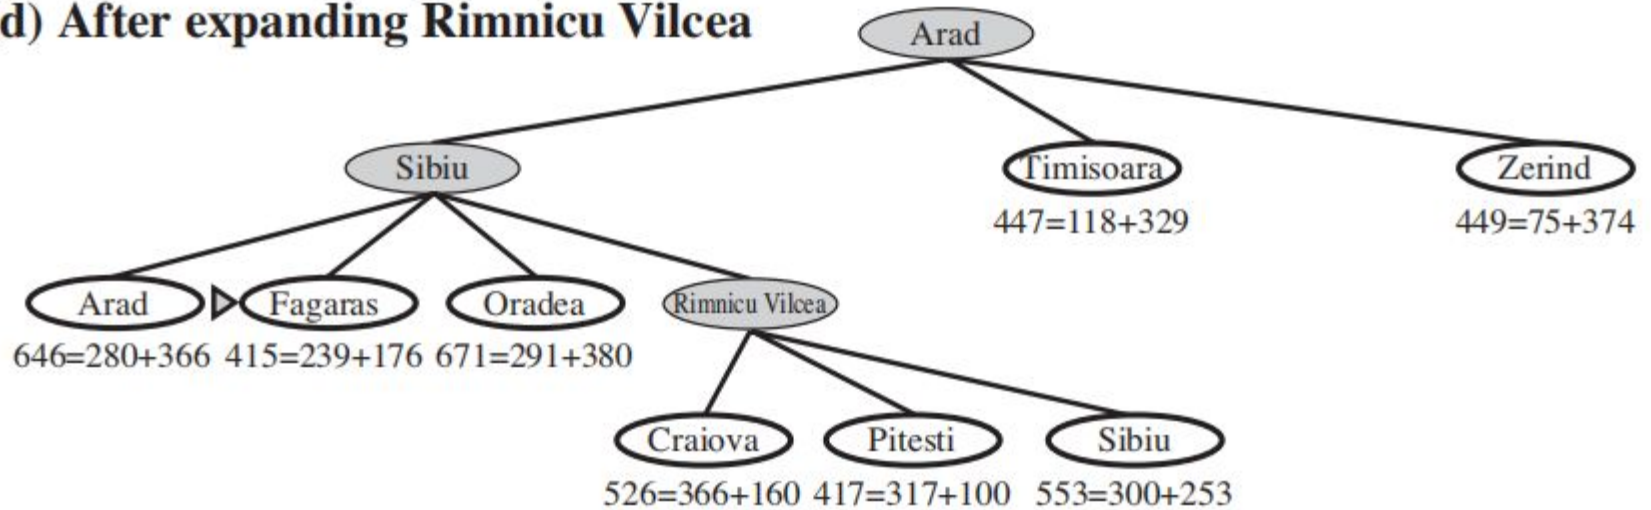 d) After expanding Rimnicu Vilcea
Arad
Sibiu
Timisoara
Zerind
447=118+329
449=75+374
Arad
Fagaras
Oradea
Rimnicu Vilcea
646=280+366
415=239+176
671=291+380
Craiova
Pitesti
Sibiu
526=366+160
417=317+100
553=300+253